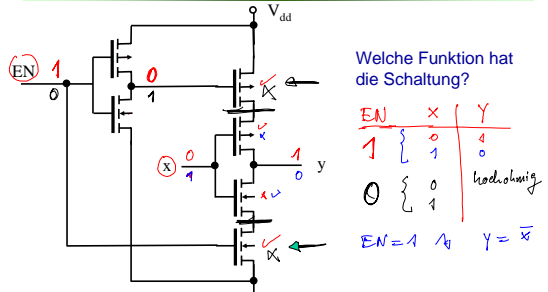 V_dd
EN 1 0
0 1
Welche Funktion hat
die Schaltung?
EN X Y
1 { 0 1
1 0
0 { 0 hochohmig
1
x 0 1
1 y 0
EN=1 Y = x̄